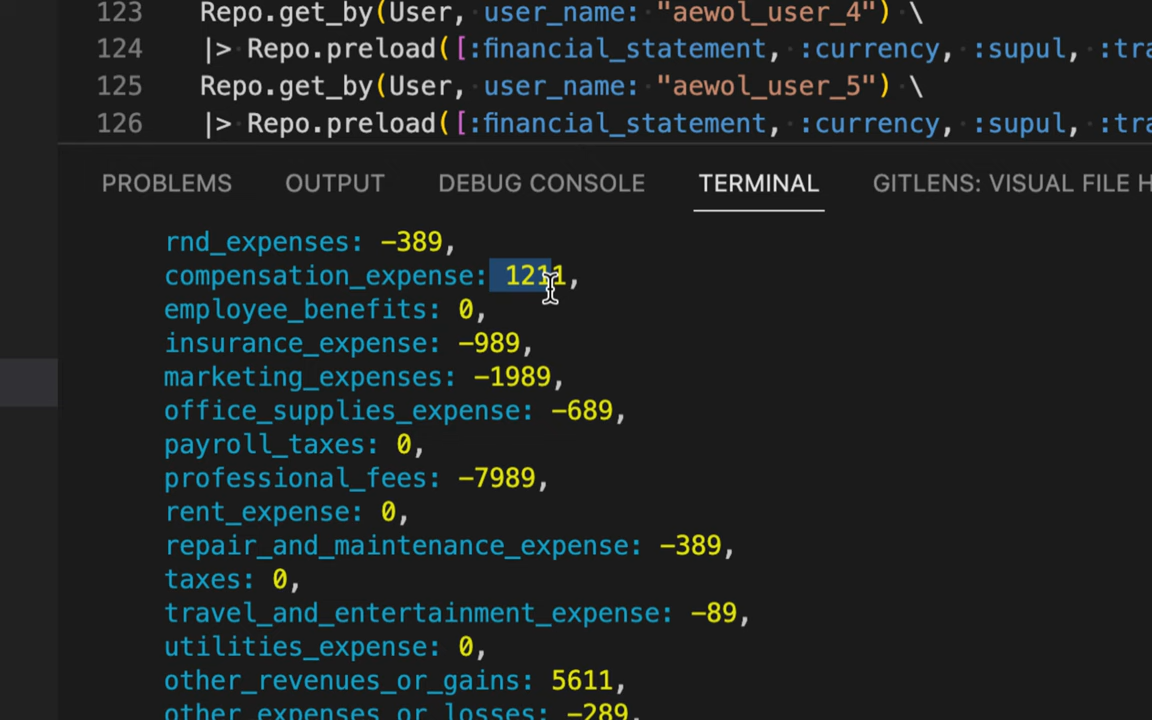 123 Repo.get_by(User, user_name: "aewol_user_4") \
124 |> Repo.preload([:financial_statement, :currency, :supul, :tra
125 Repo.get_by(User, user_name: "aewol_user_5") \
126 |> Repo.preload([:financial_statement, :currency, :supul, :tra
PROBLEMS OUTPUT DEBUG CONSOLE TERMINAL GITLENS: VISUAL FILE H
rnd_expenses: -389,
compensation_expense: 1211,
employee_benefits: 0,
insurance_expense: -989,
marketing_expenses: -1989,
office_supplies_expense: -689,
payroll_taxes: 0,
professional_fees: -7989,
rent_expense: 0,
repair_and_maintenance_expense: -389,
taxes: 0,
travel_and_entertainment_expense: -89,
utilities_expense: 0,
other_revenues_or_gains: 5611,
other_expenses_or_losses: -289,